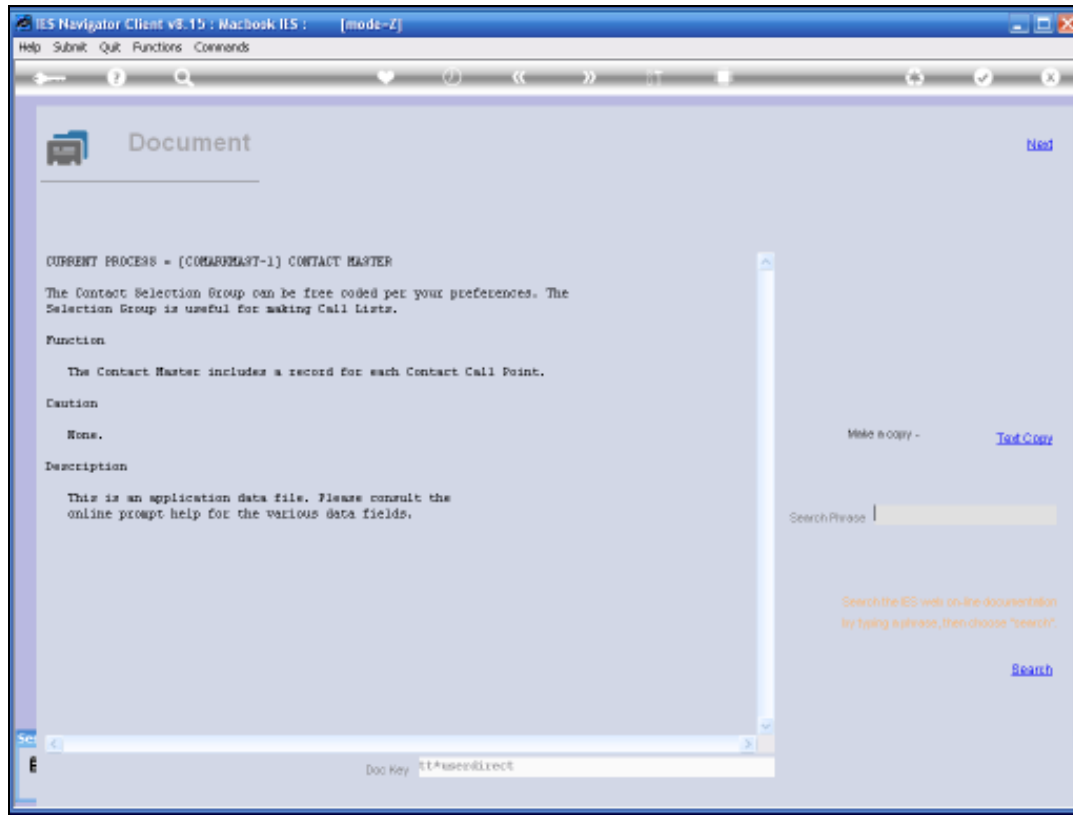 IES Navigator Client v8.15 : Macbook IES : [mode-Z]
Help Submit Quit Functions Commands
Document
Next
CURRENT PROCESS = [COMARKMAST-1] CONTACT MASTER
The Contact Selection Group can be free coded per your preferences. The
Selection Group is useful for making Call Lists.
Function
The Contact Master includes a record for each Contact Call Point.
Caution
None.
Make a copy -
Text Copy
Description
This is an application data file. Please consult the
online prompt help for the various data fields.
Search Phrase
Search the IES web on-line documentation
by typing a phrase, then choose "search"
Search
Ses
Doc Key
tt*userdirect